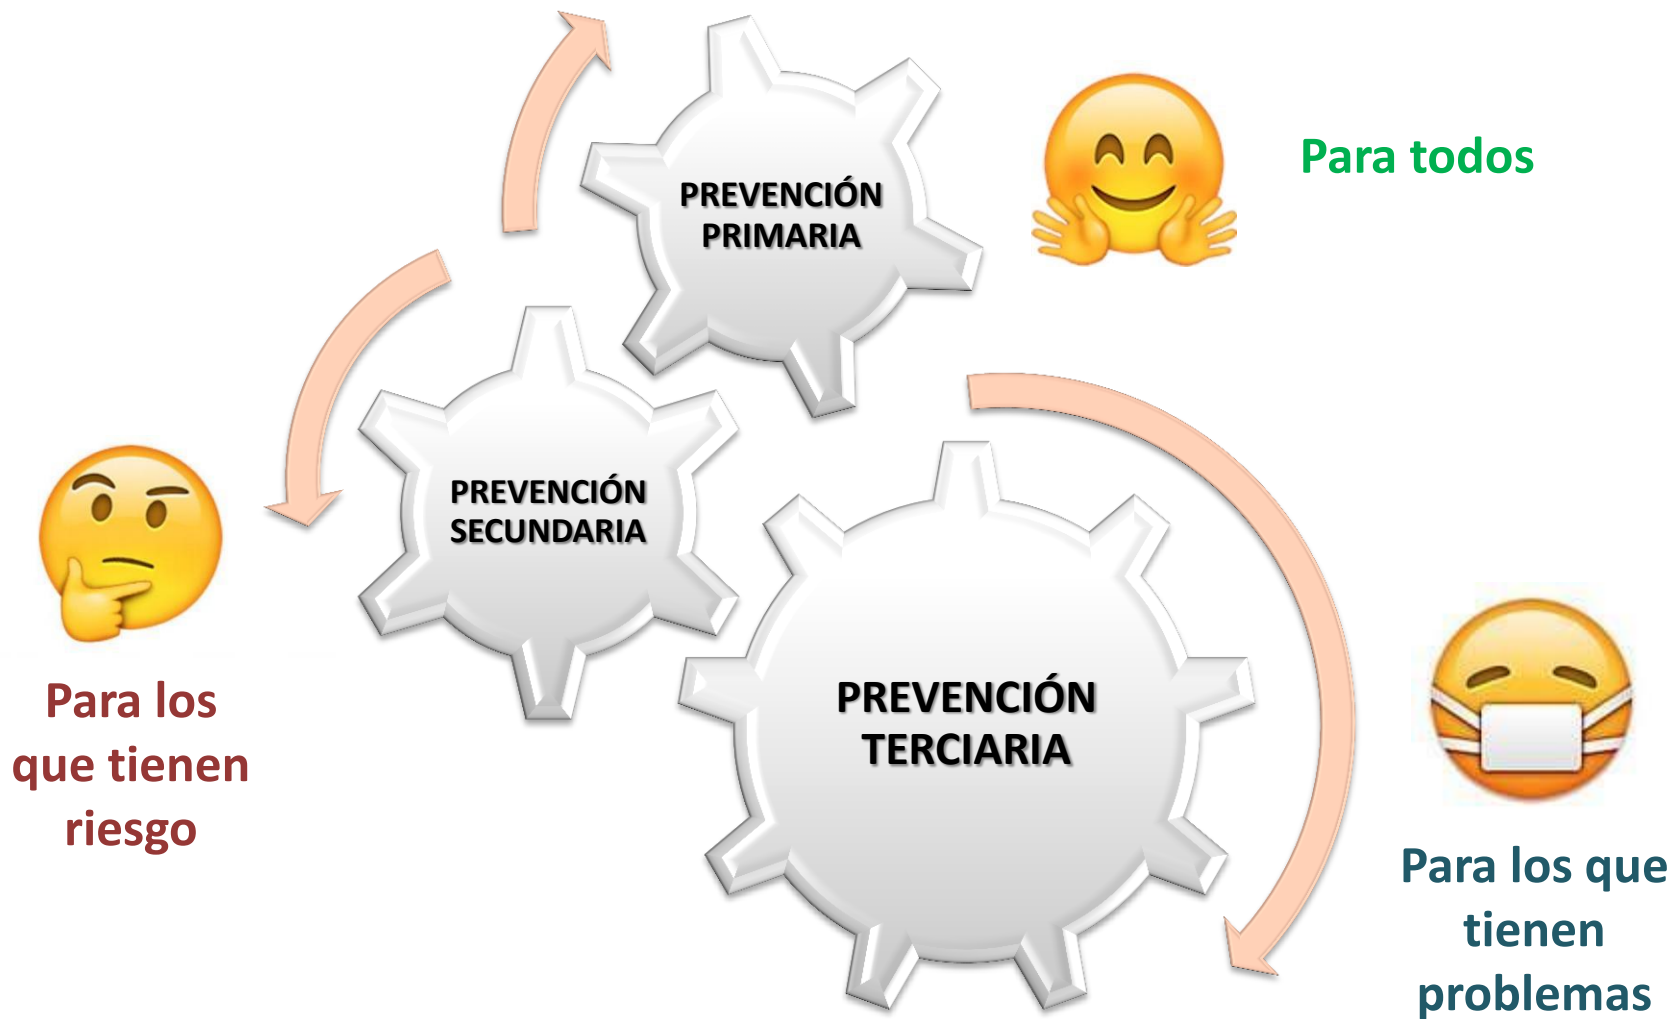 PREVENCIÓN
PRIMARIA
Para todos
PREVENCIÓN
SECUNDARIA
Para los
que tienen
riesgo
PREVENCIÓN
TERCIARIA
Para los que
tienen
problemas